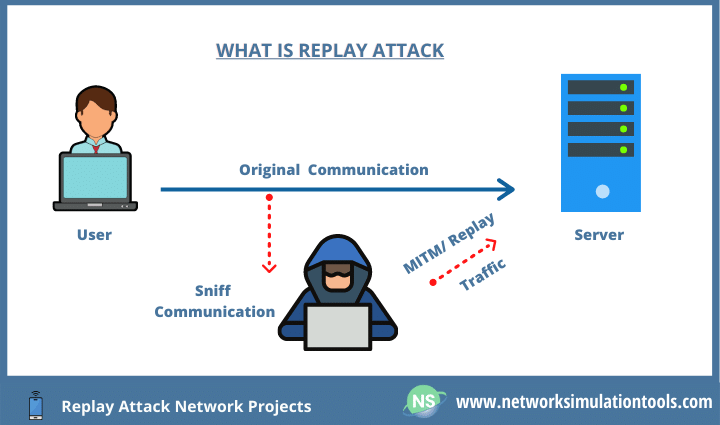 WHAT IS REPLAY ATTACK
Original  Communication
User
Server
MITM/ Replay
Traffic
Sniff
Communication
Replay Attack Network Projects
NS
www.networksimulationtools.com